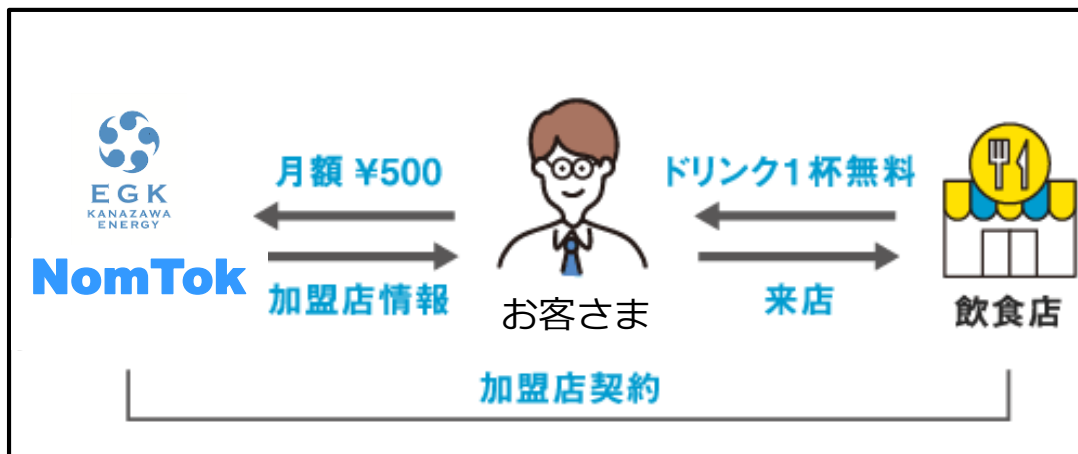 EGK
KANAZAWA
ENERGY
NomTok
月額 ¥500
加盟店情報
お客さま
ドリンク1杯無料
来店
飲食店
加盟店契約